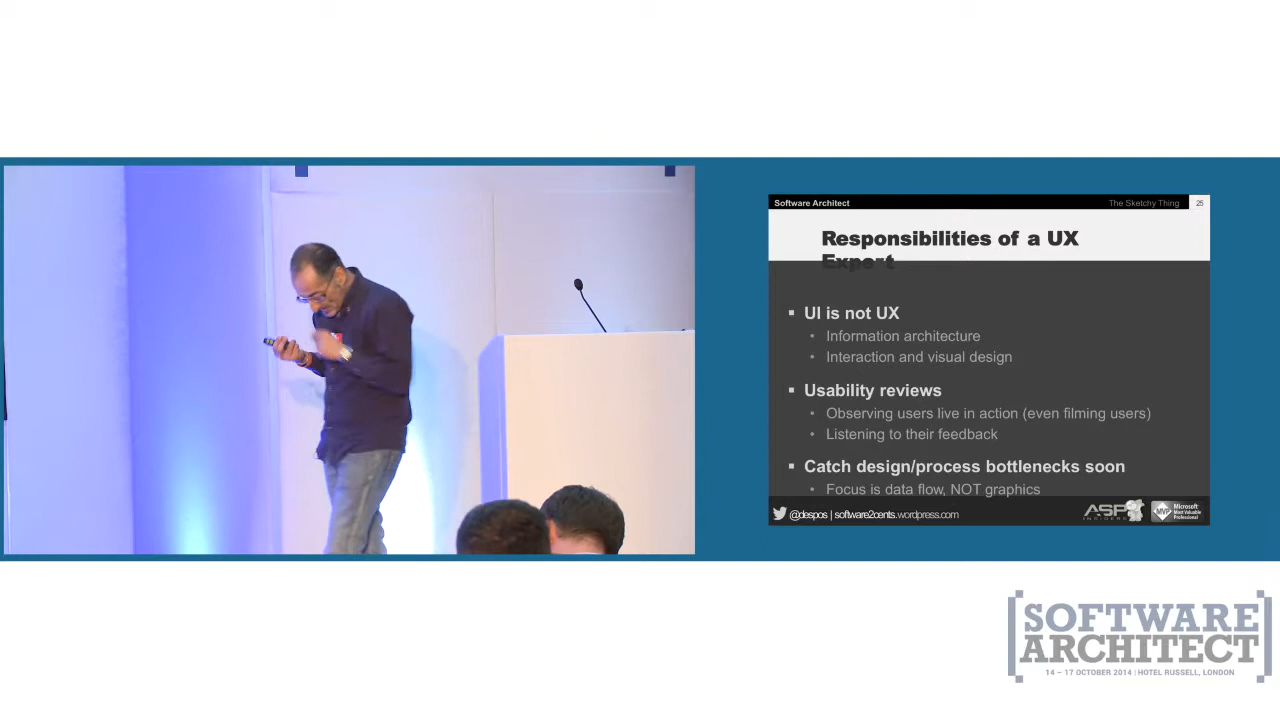 Software Architect
The Sketchy Thing
25
Responsibilities of a UX
Expert
UI is not UX
Information architecture
Interaction and visual design
Usability reviews
Observing users live in action (even filming users)
Listening to their feedback
Catch design/process bottlenecks soon
Focus is data flow, NOT graphics
@despos | software2cents.wordpress.com
ASP
INSIDERS
MVP
Microsoft
Most Valuable
Professional
[SOFTWARE
ARCHITECT]
14 – 17 OCTOBER 2014 | HOTEL RUSSELL, LONDON